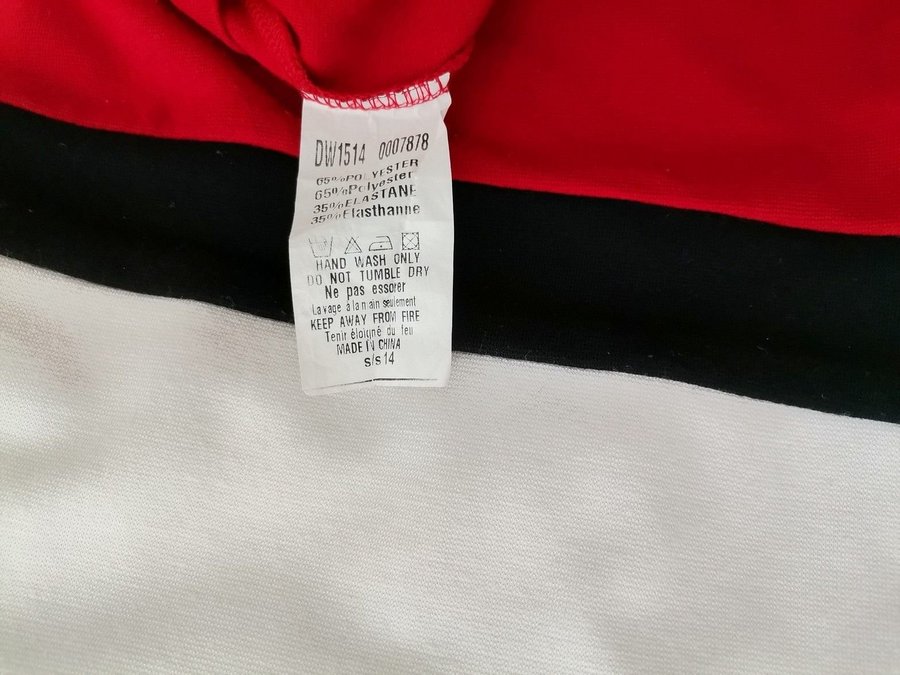 DW1514 0007878
65%POLYESTER
65%Polyester
35%ELASTANE
35%Elasthanne
HAND WASH ONLY
DO NOT TUMBLE DRY
Ne pas essorer
Lavage à la main seulement
KEEP AWAY FROM FIRE
Tenir éloigné du feu
MADE IN CHINA
S/S 14